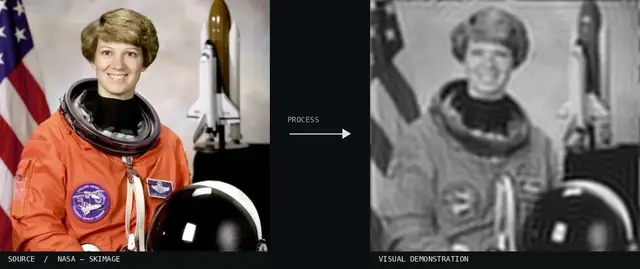 PROCESS
SOURCE / NASA — SKIMAGE
VISUAL DEMONSTRATION